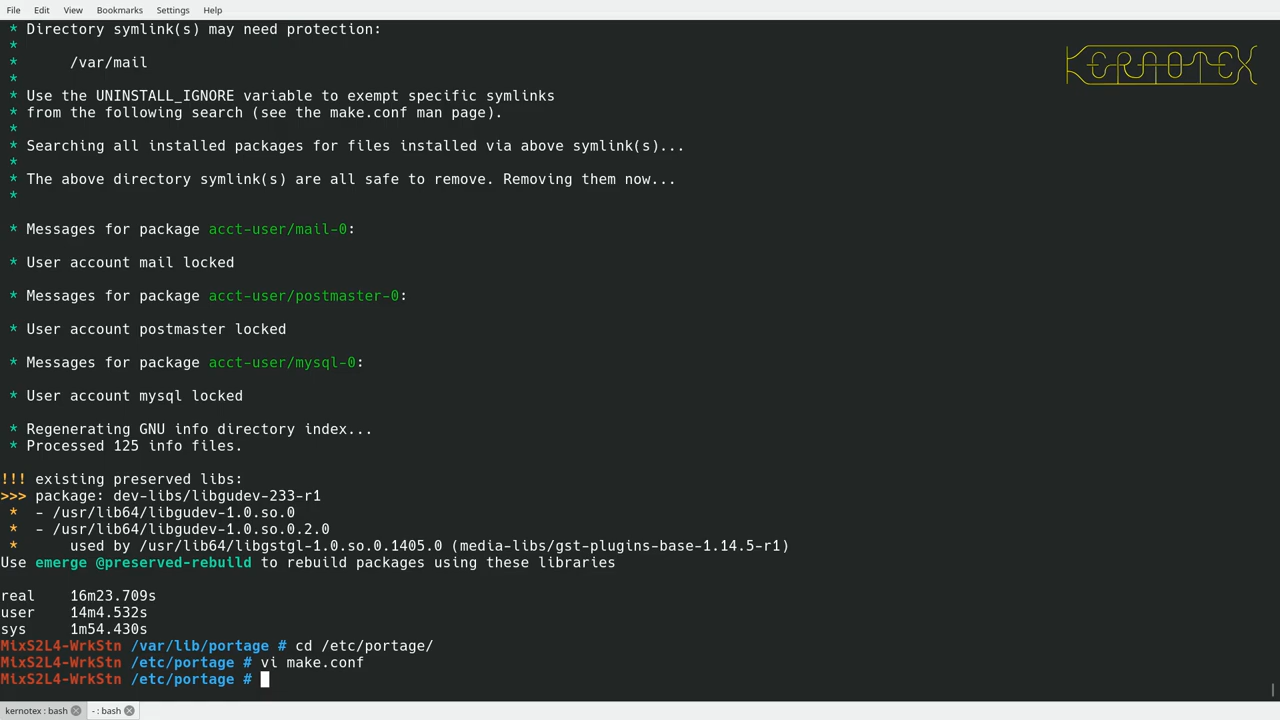 File Edit View Bookmarks Settings Help
* Directory symlink(s) may need protection:
*
* /var/mail
*
* Use the UNINSTALL_IGNORE variable to exempt specific symlinks
* from the following search (see the make.conf man page).
*
* Searching all installed packages for files installed via above symlink(s)...
*
* The above directory symlink(s) are all safe to remove. Removing them now...
*
* Messages for package acct-user/mail-0:
* User account mail locked
* Messages for package acct-user/postmaster-0:
* User account postmaster locked
* Messages for package acct-user/mysql-0:
* User account mysql locked
* Regenerating GNU info directory index...
* Processed 125 info files.
!!! existing preserved libs:
>>> package: dev-libs/libgudev-233-r1
* - /usr/lib64/libgudev-1.0.so.0
* - /usr/lib64/libgudev-1.0.so.0.2.0
* used by /usr/lib64/libgstgl-1.0.so.0.1405.0 (media-libs/gst-plugins-base-1.14.5-r1)
Use emerge @preserved-rebuild to rebuild packages using these libraries
real 16m23.709s
user 14m4.532s
sys 1m54.430s
MixS2L4-WrkStn /var/lib/portage # cd /etc/portage/
MixS2L4-WrkStn /etc/portage # vi make.conf
MixS2L4-WrkStn /etc/portage #
KERNOTEX
kernotex : bash
- : bash